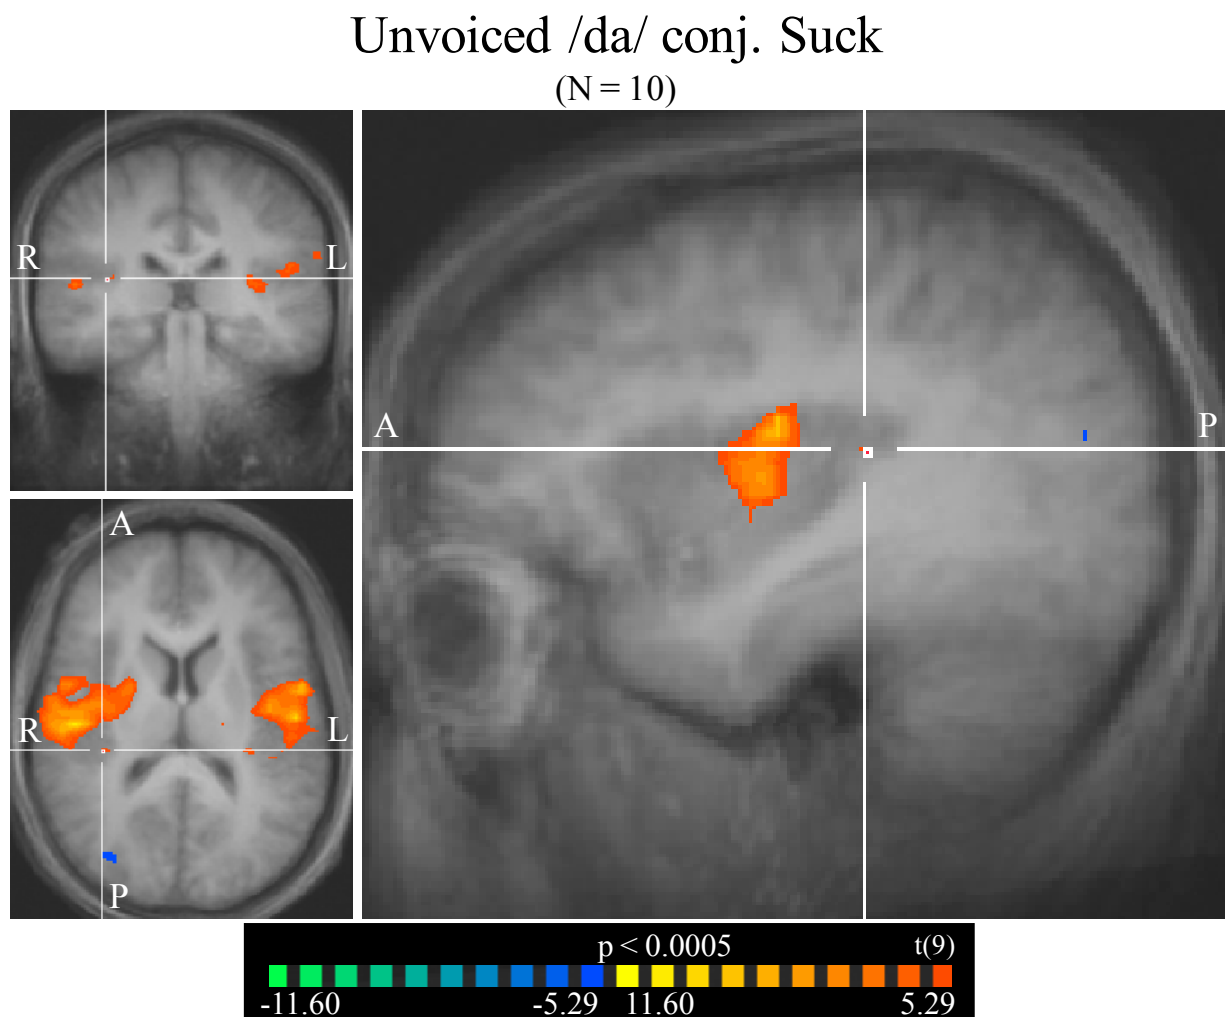 Unvoiced /da/ conj. Suck
(N = 10)
R L
A P
A
R L
P
p < 0.0005 t(9)
-11.60 -5.29 11.60 5.29